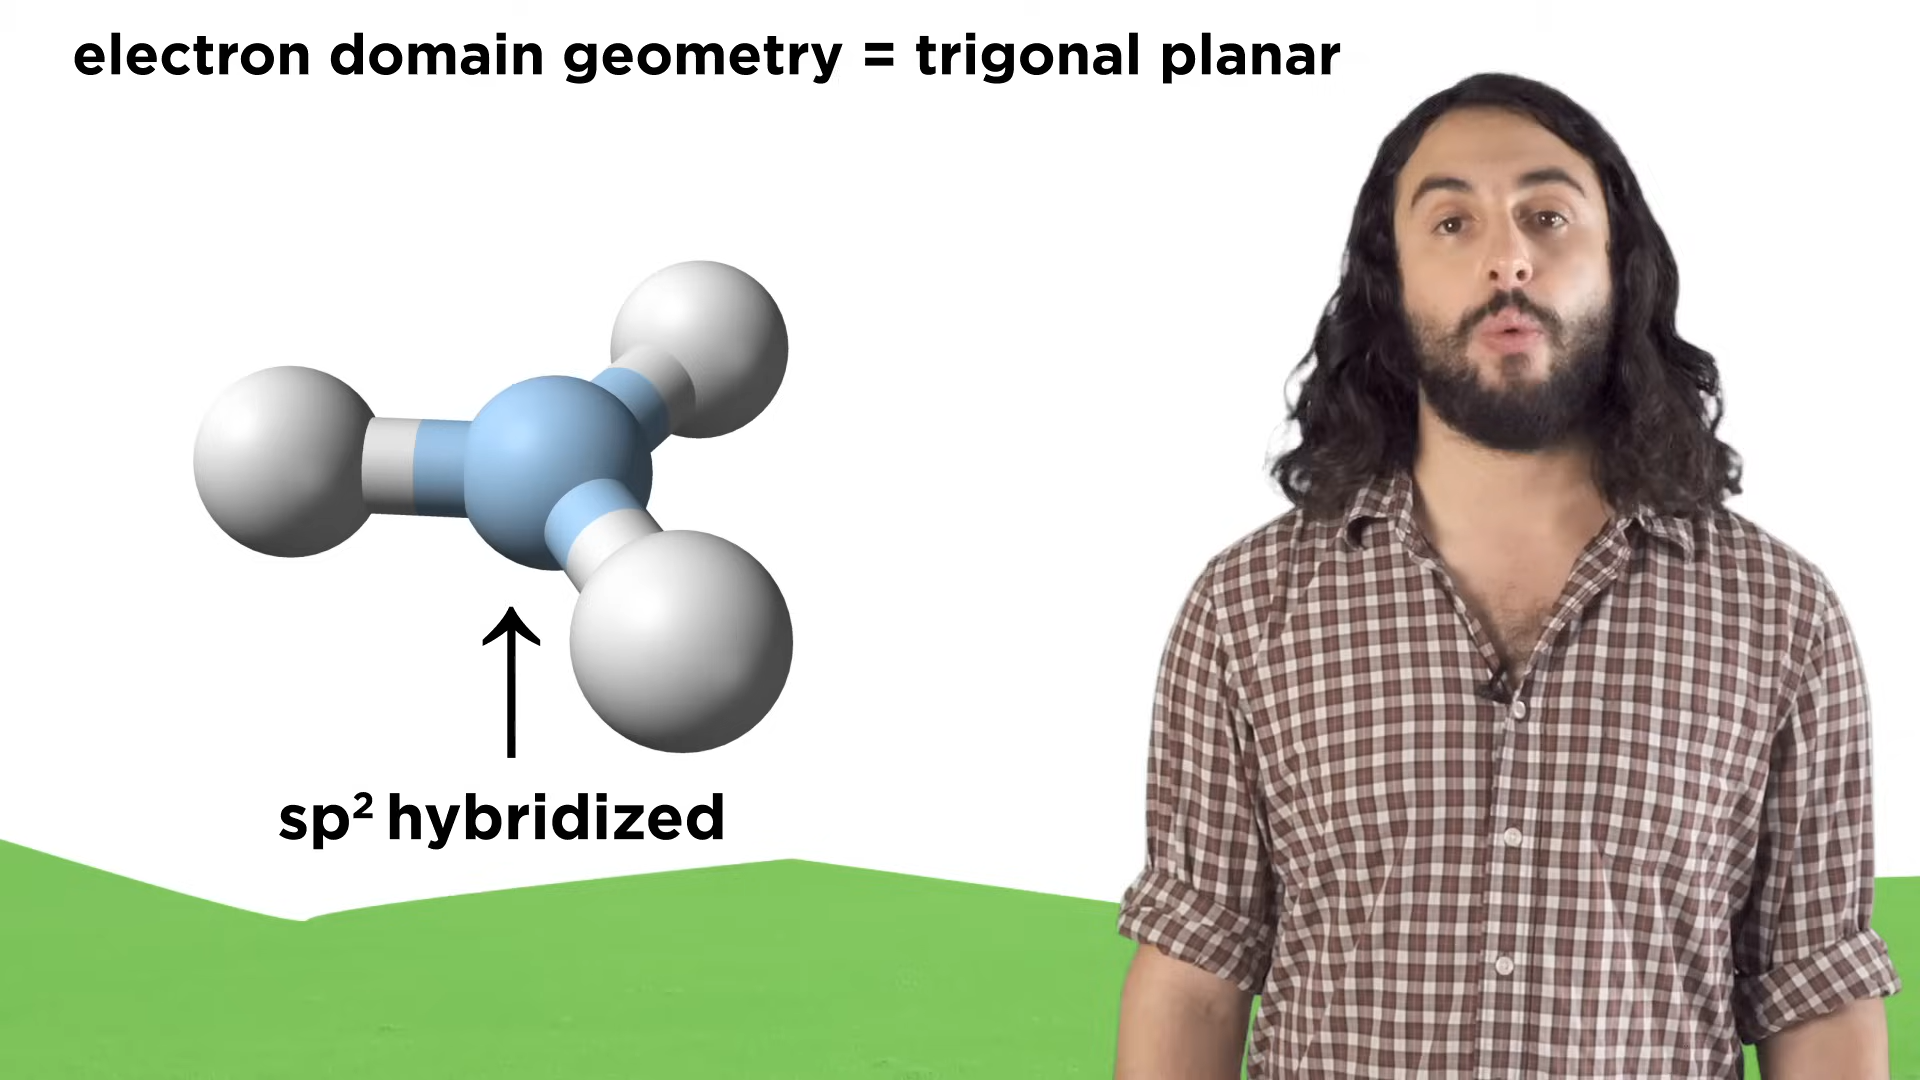 electron domain geometry = trigonal planar
sp² hybridized